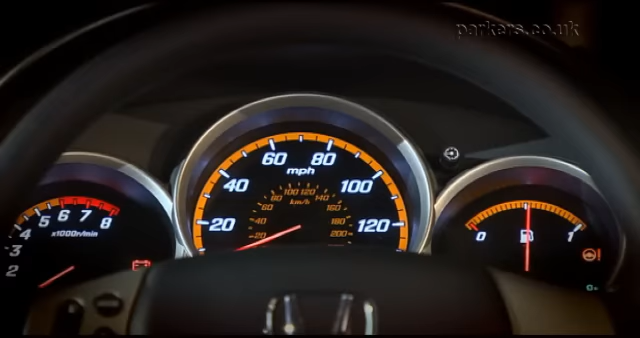 parkers.co.uk
2 3 4 5 6 7 8
x1000r/min
20 40 60 80 100 120
mph
20 40 60 80 100 120 140 160 180 200
km/h
0 1